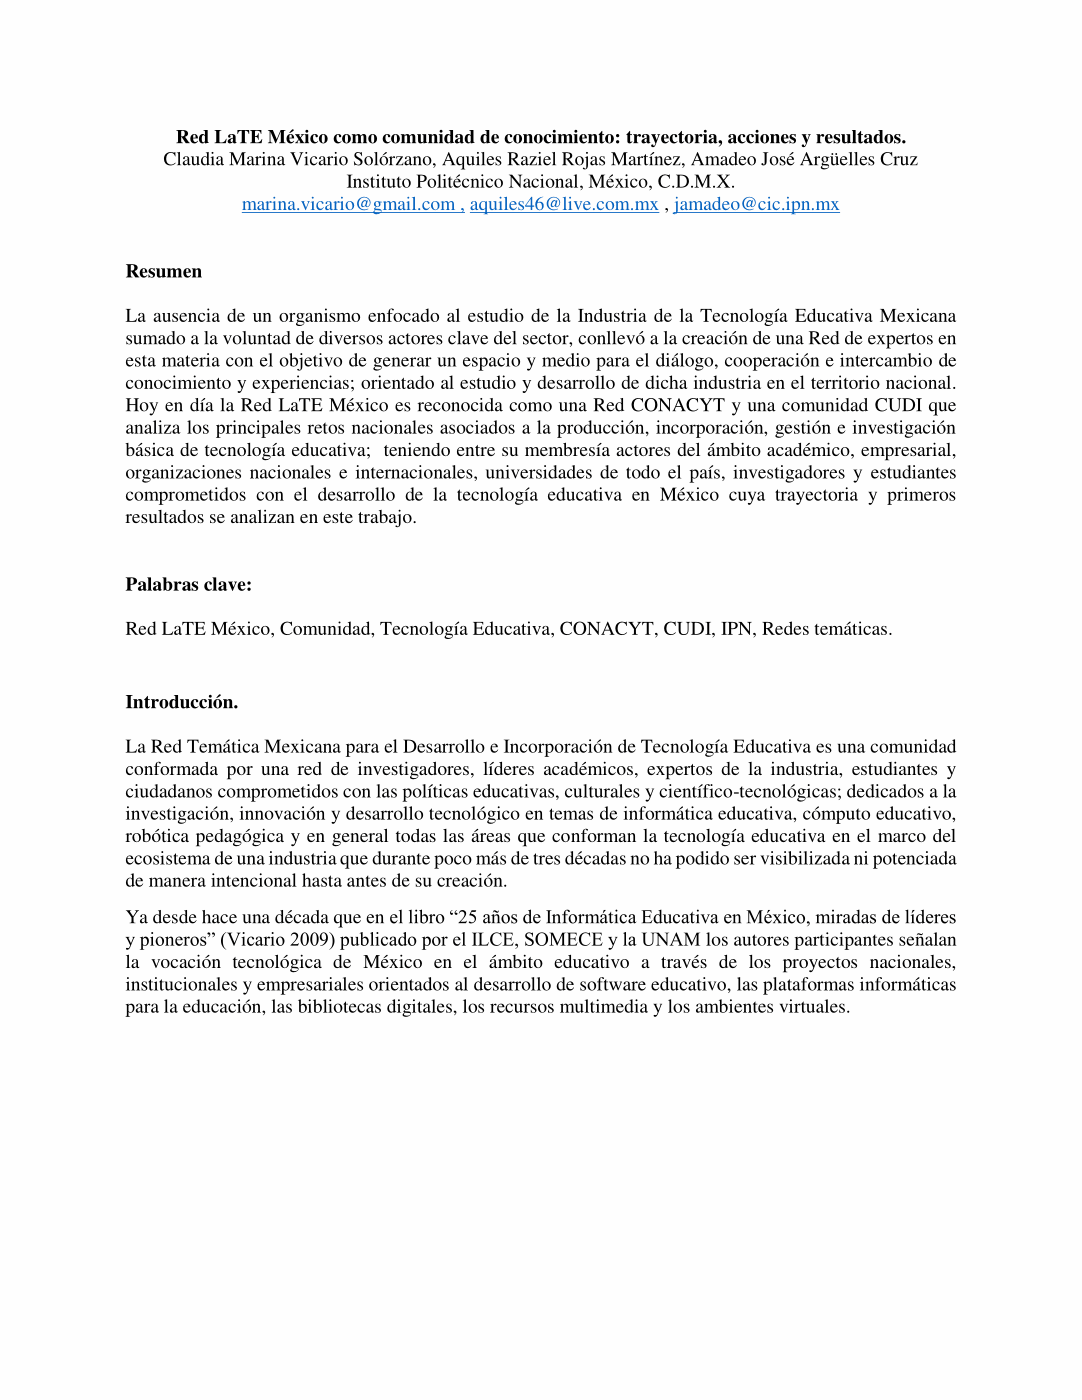 Red LaTE México como comunidad de conocimiento: trayectoria, acciones y resultados.
Claudia Marina Vicario Solórzano, Aquiles Raziel Rojas Martínez, Amadeo José Argüelles Cruz
Instituto Politécnico Nacional, México, C.D.M.X.
marina.vicario@gmail.com , aquiles46@live.com.mx , jamadeo@cic.ipn.mx
Resumen
La ausencia de un organismo enfocado al estudio de la Industria de la Tecnología Educativa Mexicana
sumado a la voluntad de diversos actores clave del sector, conllevó a la creación de una Red de expertos en
esta materia con el objetivo de generar un espacio y medio para el diálogo, cooperación e intercambio de
conocimiento y experiencias; orientado al estudio y desarrollo de dicha industria en el territorio nacional.
Hoy en día la Red LaTE México es reconocida como una Red CONACYT y una comunidad CUDI que
analiza los principales retos nacionales asociados a la producción, incorporación, gestión e investigación
básica de tecnología educativa;  teniendo entre su membresía actores del ámbito académico, empresarial,
organizaciones nacionales e internacionales, universidades de todo el país, investigadores y estudiantes
comprometidos con el desarrollo de la tecnología educativa en México cuya trayectoria y primeros
resultados se analizan en este trabajo.
Palabras clave:
Red LaTE México, Comunidad, Tecnología Educativa, CONACYT, CUDI, IPN, Redes temáticas.
Introducción.
La Red Temática Mexicana para el Desarrollo e Incorporación de Tecnología Educativa es una comunidad
conformada por una red de investigadores, líderes académicos, expertos de la industria, estudiantes y
ciudadanos comprometidos con las políticas educativas, culturales y científico-tecnológicas; dedicados a la
investigación, innovación y desarrollo tecnológico en temas de informática educativa, cómputo educativo,
robótica pedagógica y en general todas las áreas que conforman la tecnología educativa en el marco del
ecosistema de una industria que durante poco más de tres décadas no ha podido ser visibilizada ni potenciada
de manera intencional hasta antes de su creación.
Ya desde hace una década que en el libro “25 años de Informática Educativa en México, miradas de líderes
y pioneros” (Vicario 2009) publicado por el ILCE, SOMECE y la UNAM los autores participantes señalan
la vocación tecnológica de México en el ámbito educativo a través de los proyectos nacionales,
institucionales y empresariales orientados al desarrollo de software educativo, las plataformas informáticas
para la educación, las bibliotecas digitales, los recursos multimedia y los ambientes virtuales.